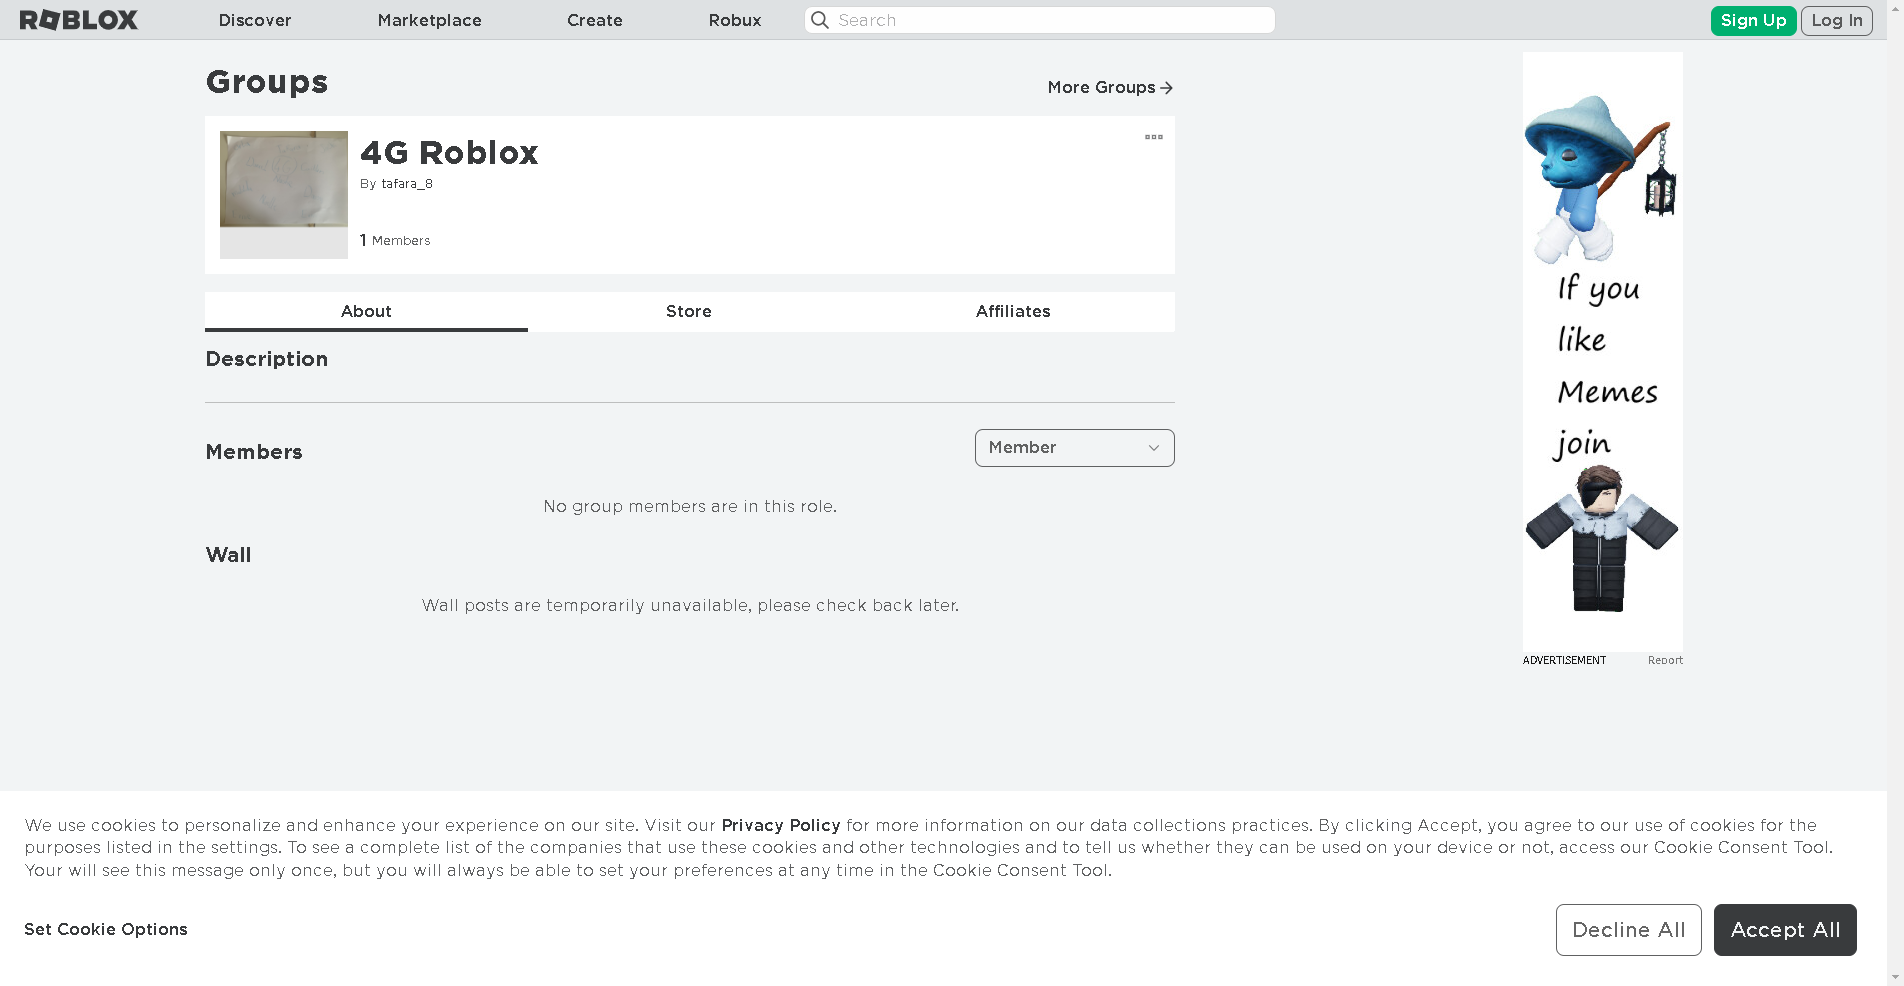 ROBLOX
Discover
Marketplace
Create
Robux
Search
Sign Up
Log In
Groups
More Groups
4G Roblox
By tafara_8
1 Members
About
Store
Affiliates
Description
Members
Member
No group members are in this role.
Wall
Wall posts are temporarily unavailable, please check back later.
If you
like
Memes
join
ADVERTISEMENT
Report
We use cookies to personalize and enhance your experience on our site. Visit our Privacy Policy for more information on our data collections practices. By clicking Accept, you agree to our use of cookies for the
purposes listed in the settings. To see a complete list of the companies that use these cookies and other technologies and to tell us whether they can be used on your device or not, access our Cookie Consent Tool.
Your will see this message only once, but you will always be able to set your preferences at any time in the Cookie Consent Tool.
Set Cookie Options
Decline All
Accept All